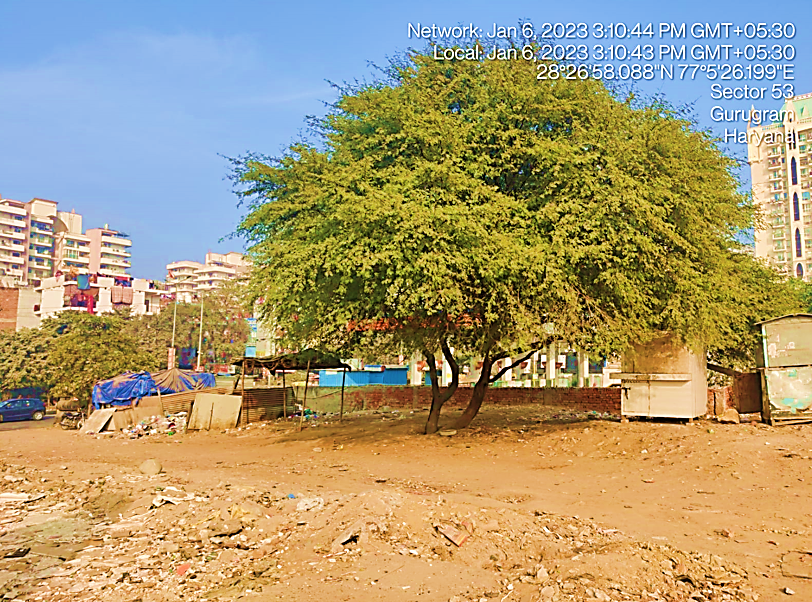 Network: Jan 6, 2023 3:10:44 PM GMT+05:30
Local: Jan 6, 2023 3:10:43 PM GMT+05:30
28°26'58.088"N 77°5'26.199"E
Sector 53
Gurugram
Haryana